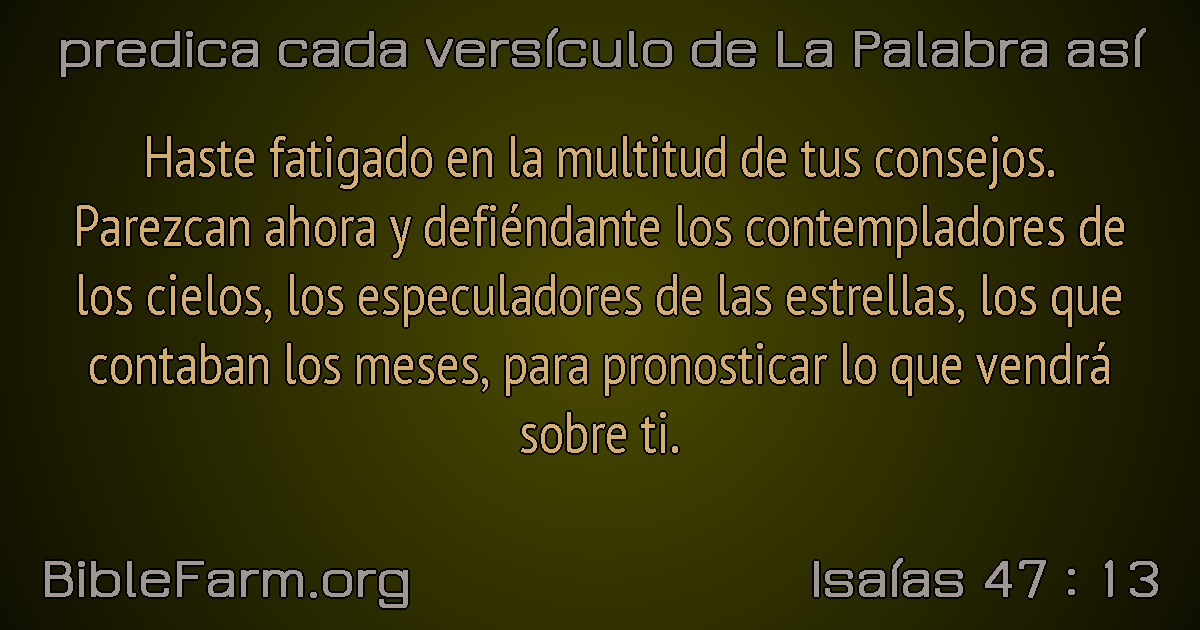 predica cada versículo de La Palabra así
Haste fatigado en la multitud de tus consejos.
Parezcan ahora y defiéndante los contempladores de
los cielos, los especuladores de las estrellas, los que
contaban los meses, para pronosticar lo que vendrá
sobre ti.
BibleFarm.org
Isaías 47 : 13